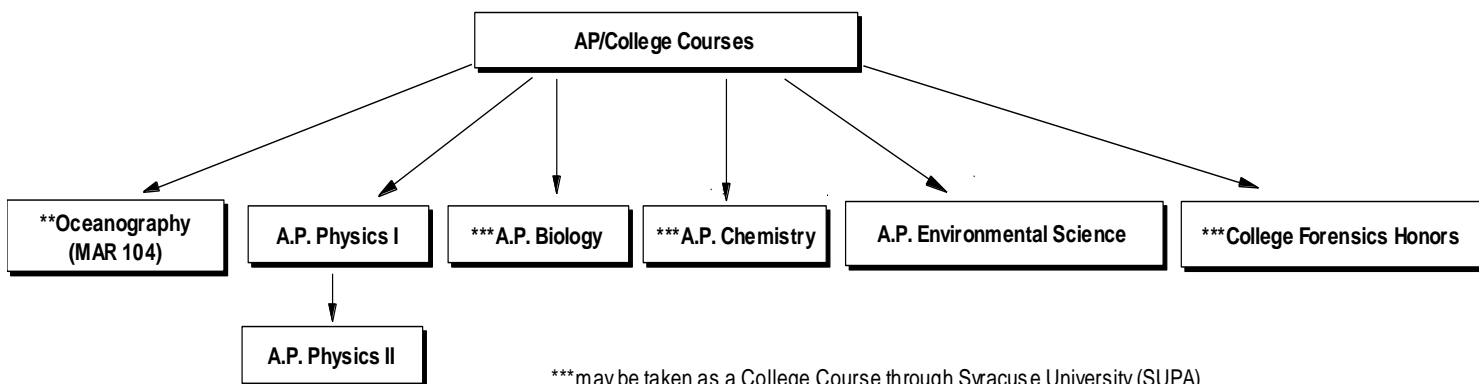 AP/College Courses
**Oceanography
(MAR 104)
A.P. Physics I
***A.P. Biology
***A.P. Chemistry
A.P. Environmental Science
***College Forensics Honors
A.P. Physics II
***may be taken as a College Course through Syracuse University (SUPA)